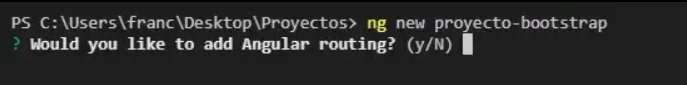 PS C:\Users\franc\Desktop\Proyectos> ng new proyecto-bootstrap
? Would you like to add Angular routing? (y/N)